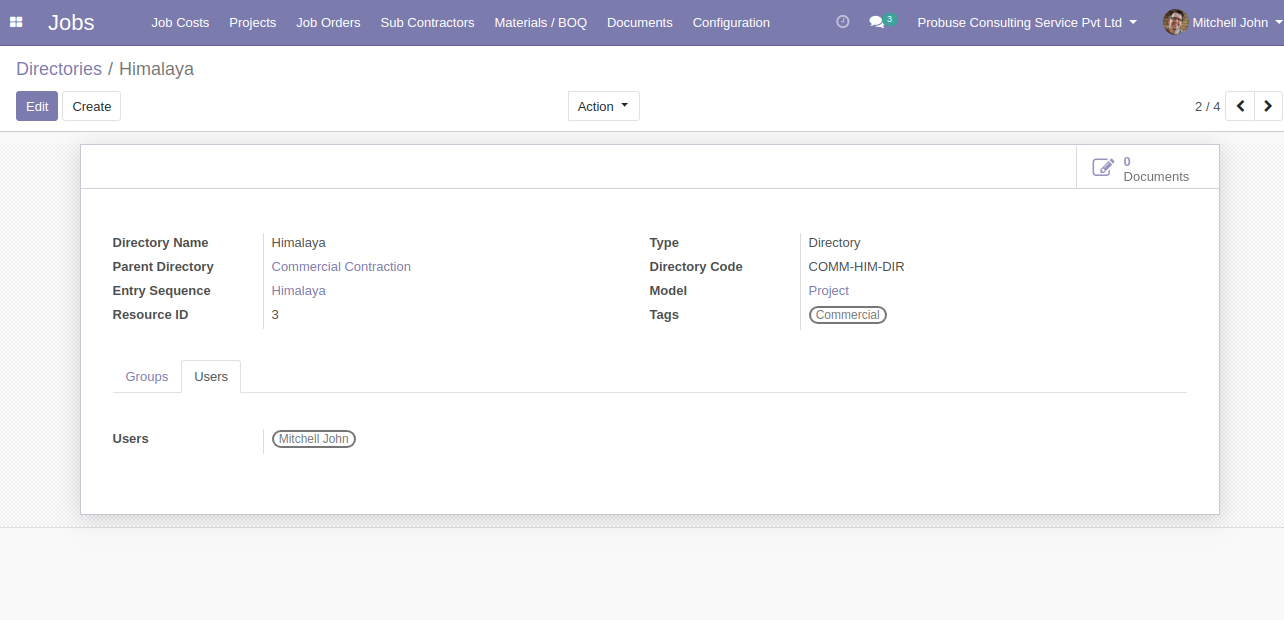 Jobs Job Costs Projects Job Orders Sub Contractors Materials / BOQ Documents Configuration 3 Probuse Consulting Service Pvt Ltd Mitchell John
Directories / Himalaya
Edit Create Action 2 / 4
0
Documents
Directory Name Himalaya Type Directory
Parent Directory Commercial Contraction Directory Code COMM-HIM-DIR
Entry Sequence Himalaya Model Project
Resource ID 3 Tags Commercial
Groups Users
Users Mitchell John